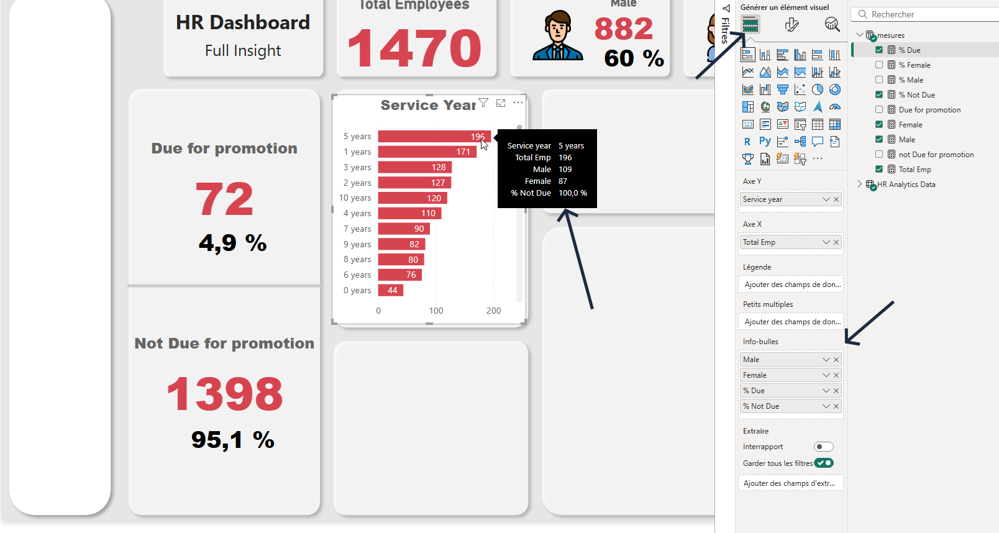 HR Dashboard
Full Insight
Total Employees
1470
Male
882
60 %
Due for promotion
72
4,9 %
Not Due for promotion
1398
95,1 %
Service Year
5 years 196
1 years 171
3 years 128
2 years 127
10 years 120
4 years 110
7 years 90
9 years 82
8 years 80
6 years 76
0 years 44
0 100 200
Service year 5 years
Total Emp 196
Male 109
Female 87
% Not Due 100,0 %
Filtres
Générer un élément visuel
123
R Py
123
Axe Y
Service year
Axe X
Total Emp
Légende
Ajouter des champs de don...
Petits multiples
Ajouter des champs de don...
Info-bulles
Male
Female
% Due
% Not Due
Extraire
Interrapport
Garder tous les filtres
Ajouter des champs d'extr...
Rechercher
mesures
% Due
% Female
% Male
% Not Due
Due for promotion
Female
Male
not Due for promotion
Total Emp
HR Analytics Data